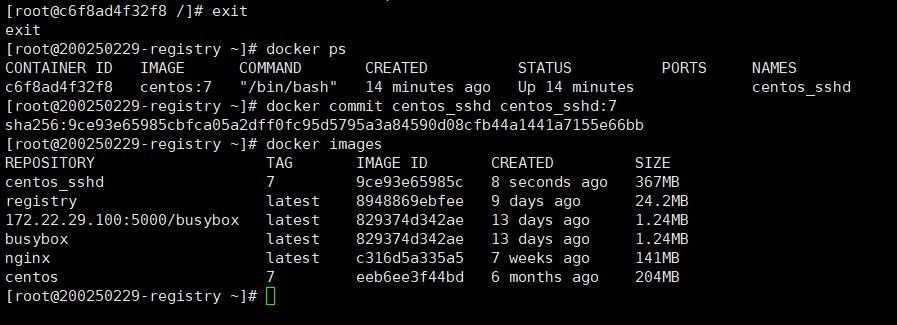 [root@c6f8ad4f32f8 /]# exit
exit
[root@200250229-registry ~]# docker ps
CONTAINER ID   IMAGE      COMMAND       CREATED          STATUS          PORTS     NAMES
c6f8ad4f32f8   centos:7   "/bin/bash"   14 minutes ago   Up 14 minutes             centos_sshd
[root@200250229-registry ~]# docker commit centos_sshd centos_sshd:7
sha256:9ce93e65985cbfca05a2dff0fc95d5795a3a84590d08cfb44a1441a7155e66bb
[root@200250229-registry ~]# docker images
REPOSITORY                   TAG       IMAGE ID       CREATED         SIZE
centos_sshd                  7         9ce93e65985c   8 seconds ago   367MB
registry                     latest    8948869ebfee   9 days ago      24.2MB
172.22.29.100:5000/busybox   latest    829374d342ae   13 days ago     1.24MB
busybox                      latest    829374d342ae   13 days ago     1.24MB
nginx                        latest    c316d5a335a5   7 weeks ago     141MB
centos                       7         eeb6ee3f44bd   6 months ago    204MB
[root@200250229-registry ~]#